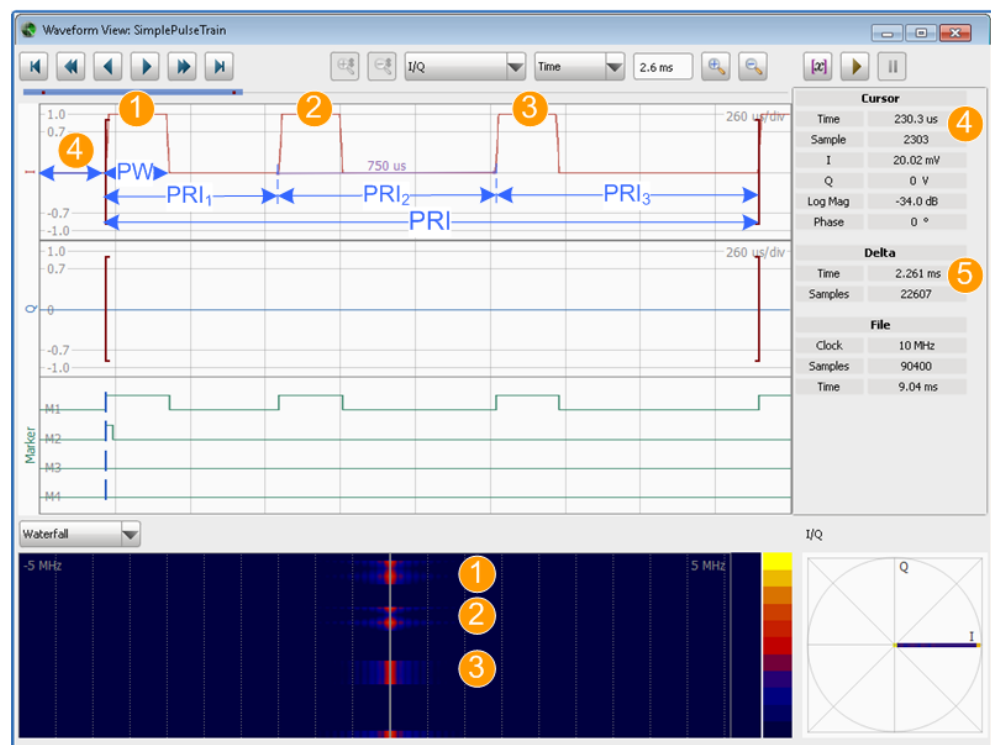 Waveform View: SimplePulseTrain
I/Q Time 2.6 ms [x]
1 2 3
1.0 260 us/div
0.7
4
I
PW
750 us
PRI1 PRI2 PRI3
-0.7
PRI
-1.0
1.0 260 us/div
0.7
Q 0
-0.7
-1.0
Marker
M1
M2
M3
M4
Cursor
Time 230.3 us 4
Sample 2303
I 20.02 mV
Q 0 V
Log Mag -34.0 dB
Phase 0 °
Delta
Time 2.261 ms 5
Samples 22607
File
Clock 10 MHz
Samples 90400
Time 9.04 ms
Waterfall
-5 MHz 5 MHz
1
2
3
I/Q
Q
I